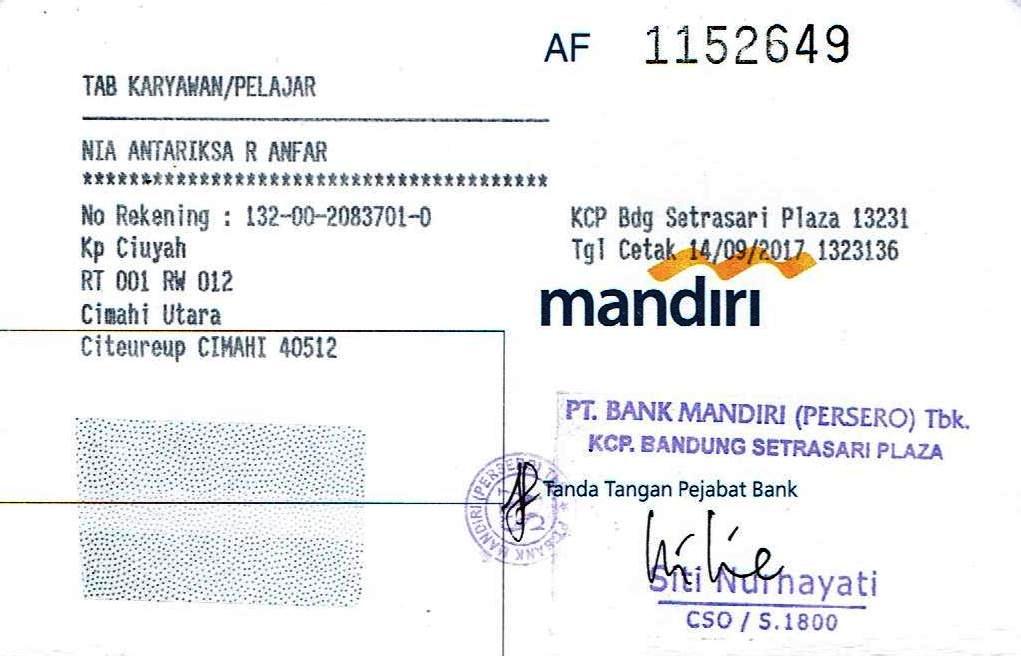 AF 1152649
TAB KARYAWAN/PELAJAR
NIA ANTARIKSA R ANFAR
****************************************
No Rekening : 132-00-2083701-0
Kp Ciuyah
RT 001 RW 012
Cimahi Utara
Citeureup CIMAHI 40512
KCP Bdg Setrasari Plaza 13231
Tgl Cetak 14/09/2017 1323136
mandırı
PT. BANK MANDIRI (PERSERO) Tbk.
KCP. BANDUNG SETRASARI PLAZA
Tanda Tangan Pejabat Bank
PT. BANK MANDIRI (PERSERO)
Siti Nurhayati
CSO / S.1800